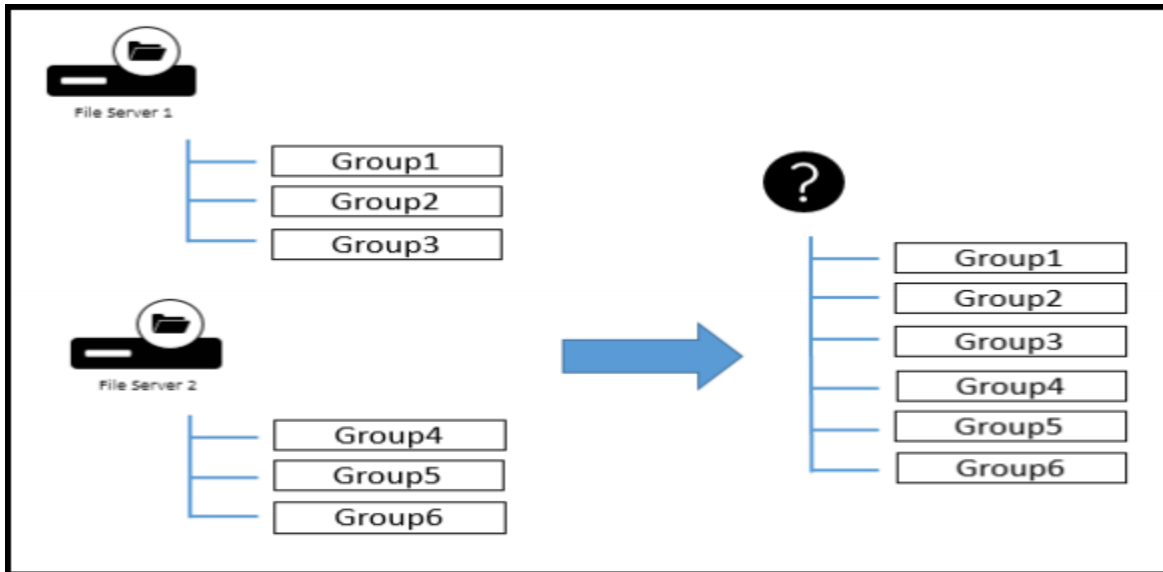 File Server 1
Group1
Group2
Group3
?
File Server 2
Group4
Group5
Group6
Group1
Group2
Group3
Group4
Group5
Group6